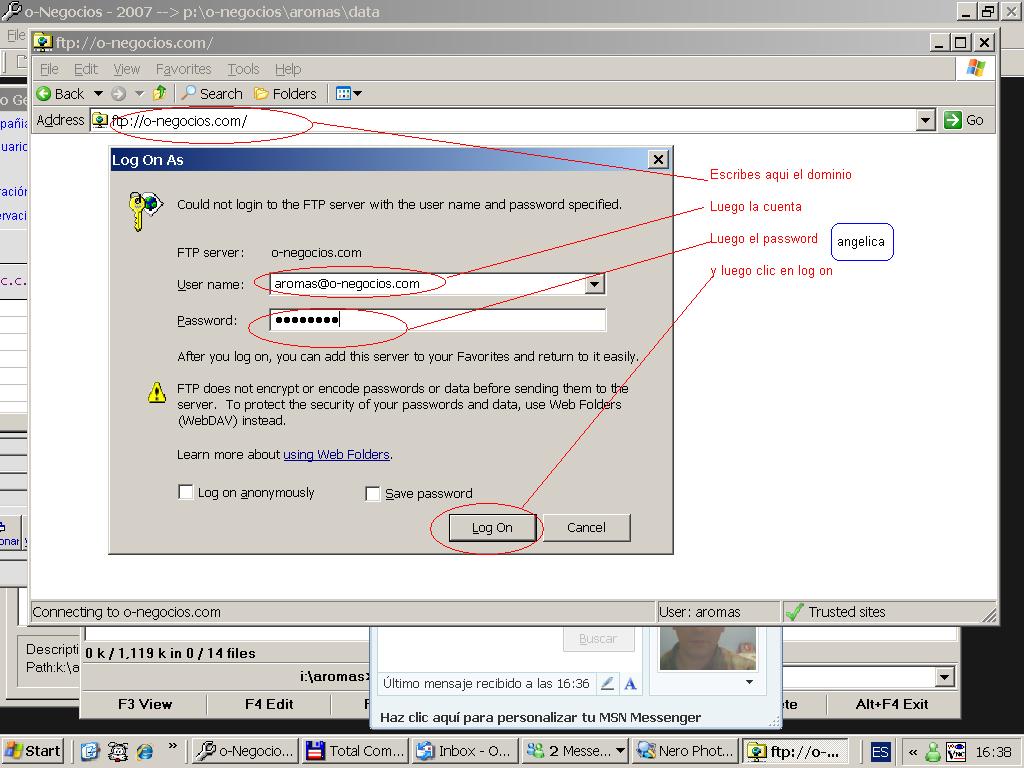 o-Negocios - 2007 --> p:\o-negocios\aromas\data
File
ftp://o-negocios.com/
File Edit View Favorites Tools Help
Back Search Folders
Address ftp://o-negocios.com/ Go
Log On As
Could not login to the FTP server with the user name and password specified.
FTP server: o-negocios.com
User name: aromas@o-negocios.com
Password:
After you log on, you can add this server to your Favorites and return to it easily.
FTP does not encrypt or encode passwords or data before sending them to the
server. To protect the security of your passwords and data, use Web Folders
(WebDAV) instead.
Learn more about using Web Folders.
Log on anonymously Save password
Log On Cancel
Escribes aqui el dominio
Luego la cuenta
Luego el password angelica
y luego clic en log on
Connecting to o-negocios.com User: aromas Trusted sites
Buscar
Descripti
Path:k:\a
0 k / 1,119 k in 0 / 14 files
i:\aromas>
Último mensaje recibido a las 16:36 A
F3 View F4 Edit Alt+F4 Exit
Haz clic aquí para personalizar tu MSN Messenger
Start » o-Negocio... Total Com... Inbox - O... 2 Messe... Nero Phot... ftp://o-... ES « 16:38